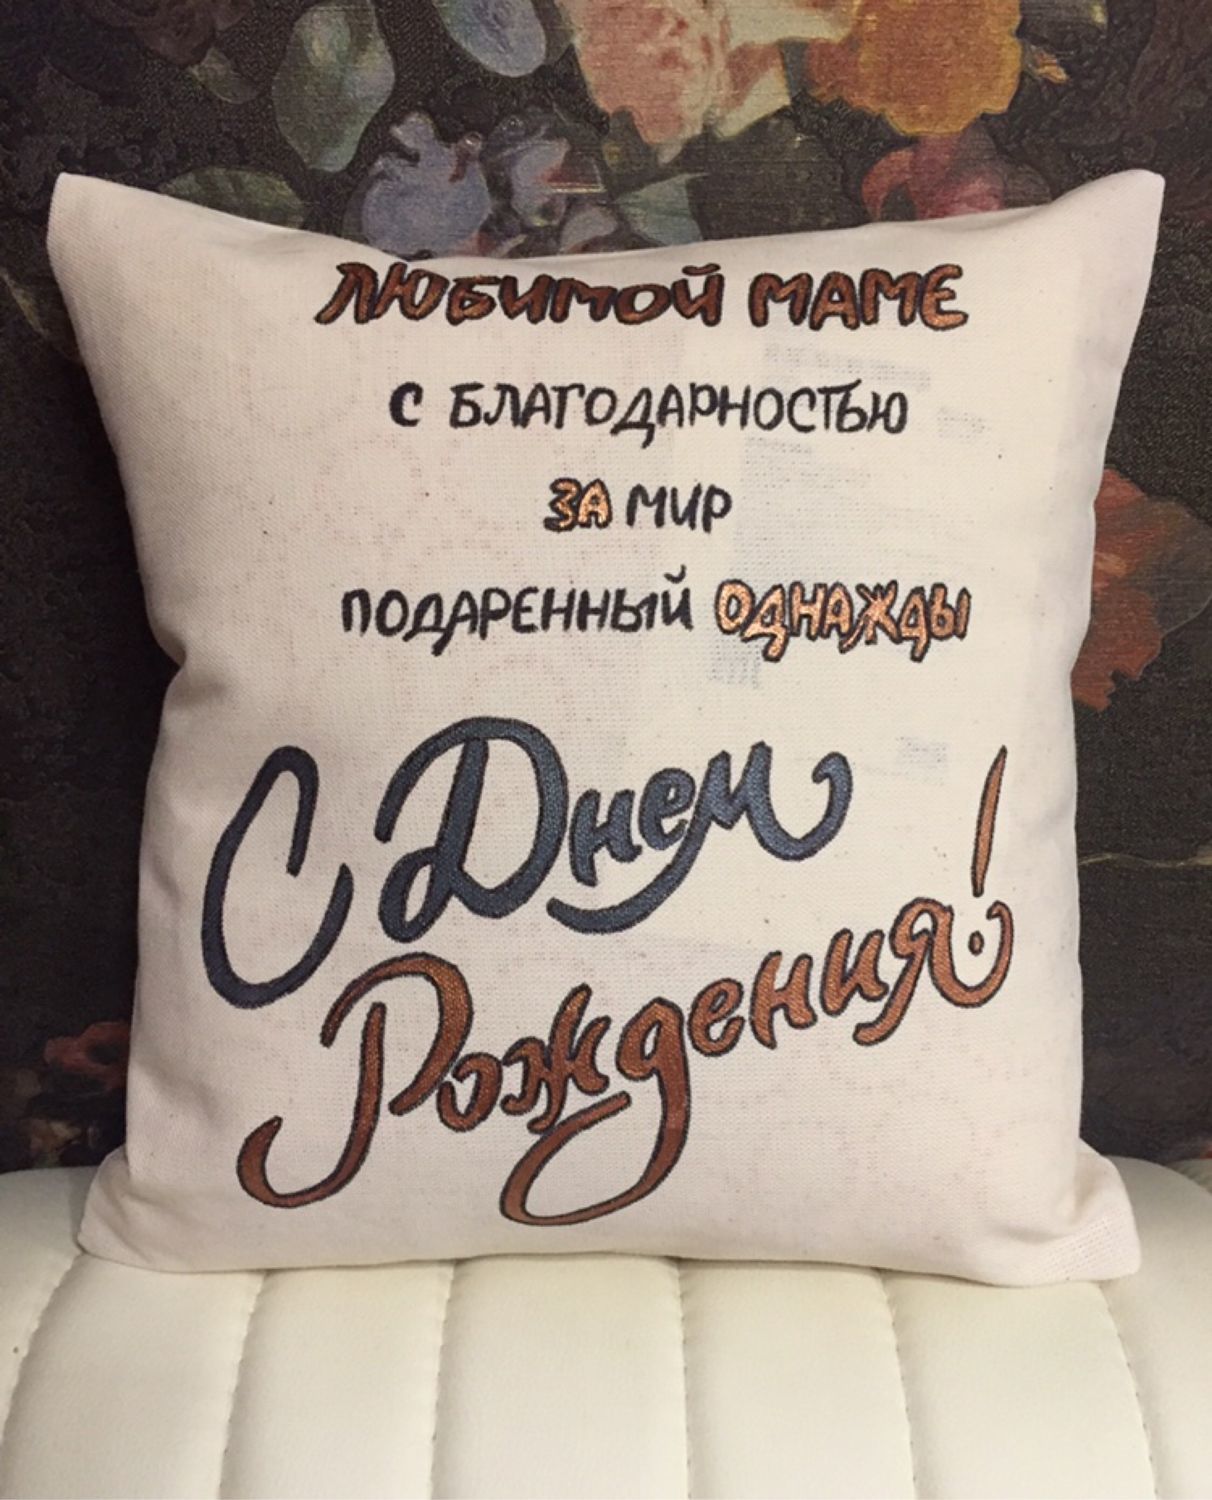 ЛЮБИМОЙ МАМЕ
С БЛАГОДАРНОСТЬЮ
ЗА МИР
ПОДАРЕННЫЙ ОДНАЖДЫ
С Днем
Рождения!